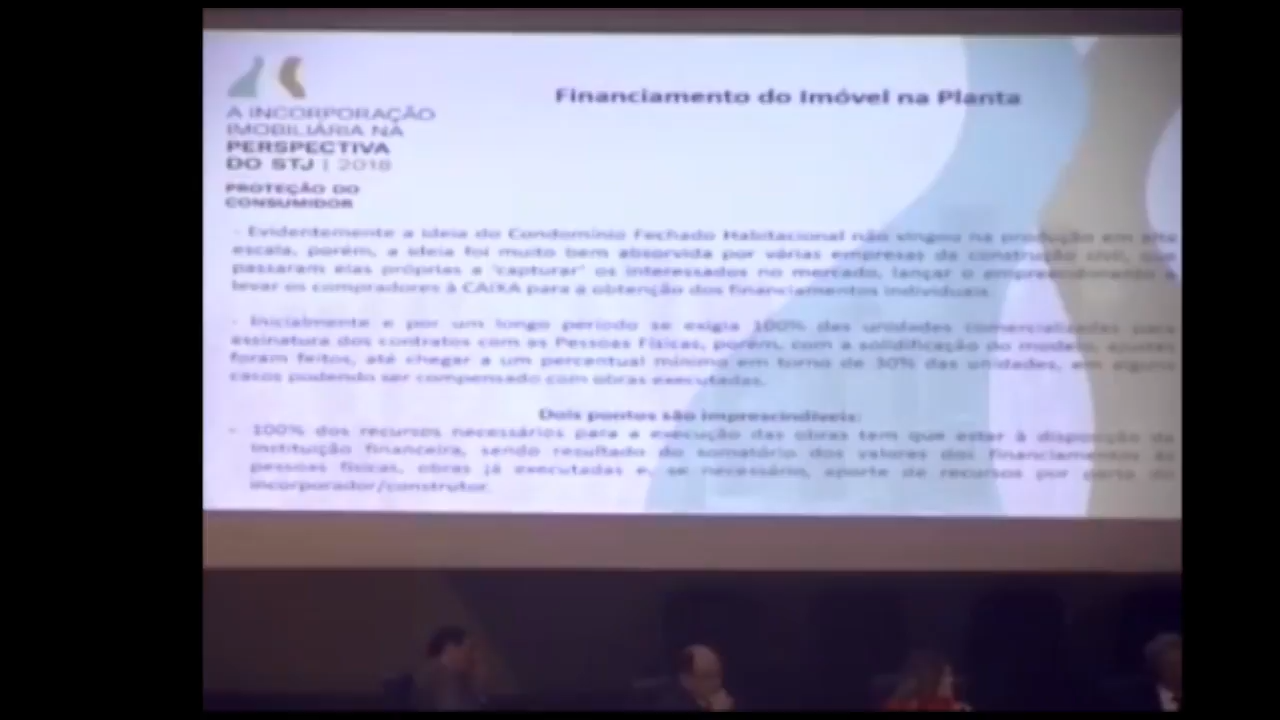 A INCORPORAÇÃO
IMOBILIÁRIA NA
PERSPECTIVA
DO STJ | 2018
PROTEÇÃO DO
CONSUMIDOR
Financiamento do Imóvel na Planta
- Evidentemente a ideia do Condomínio Fechado Habitacional não vingou na produção em alta
escala, porém, a ideia foi muito bem absorvida por várias empresas da construção civil, que
passaram elas próprias a 'capturar' os interessados no mercado, lançar o empreendimento e
levar os compradores à CAIXA para a obtenção dos financiamentos individuais.
- Inicialmente e por um longo período se exigia 100% das unidades comercializadas para
assinatura dos contratos com as Pessoas Físicas, porém, com a solidificação do modelo, ajustes
foram feitos, até chegar a um percentual mínimo em torno de 30% das unidades, em alguns
casos podendo ser compensado com obras executadas.
Dois pontos são imprescindíveis:
- 100% dos recursos necessários para a execução das obras tem que estar à disposição da
instituição financeira, sendo resultado do somatório dos valores dos financiamentos às
pessoas físicas, obras já executadas e, se necessário, aporte de recursos por parte do
incorporador/construtor.